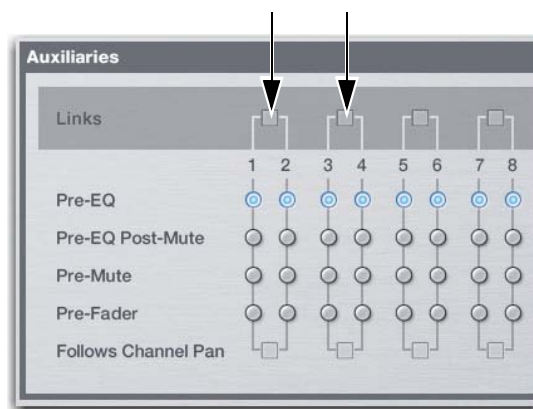 Auxiliaries
Links
1 2 3 4 5 6 7 8
Pre-EQ
Pre-EQ Post-Mute
Pre-Mute
Pre-Fader
Follows Channel Pan